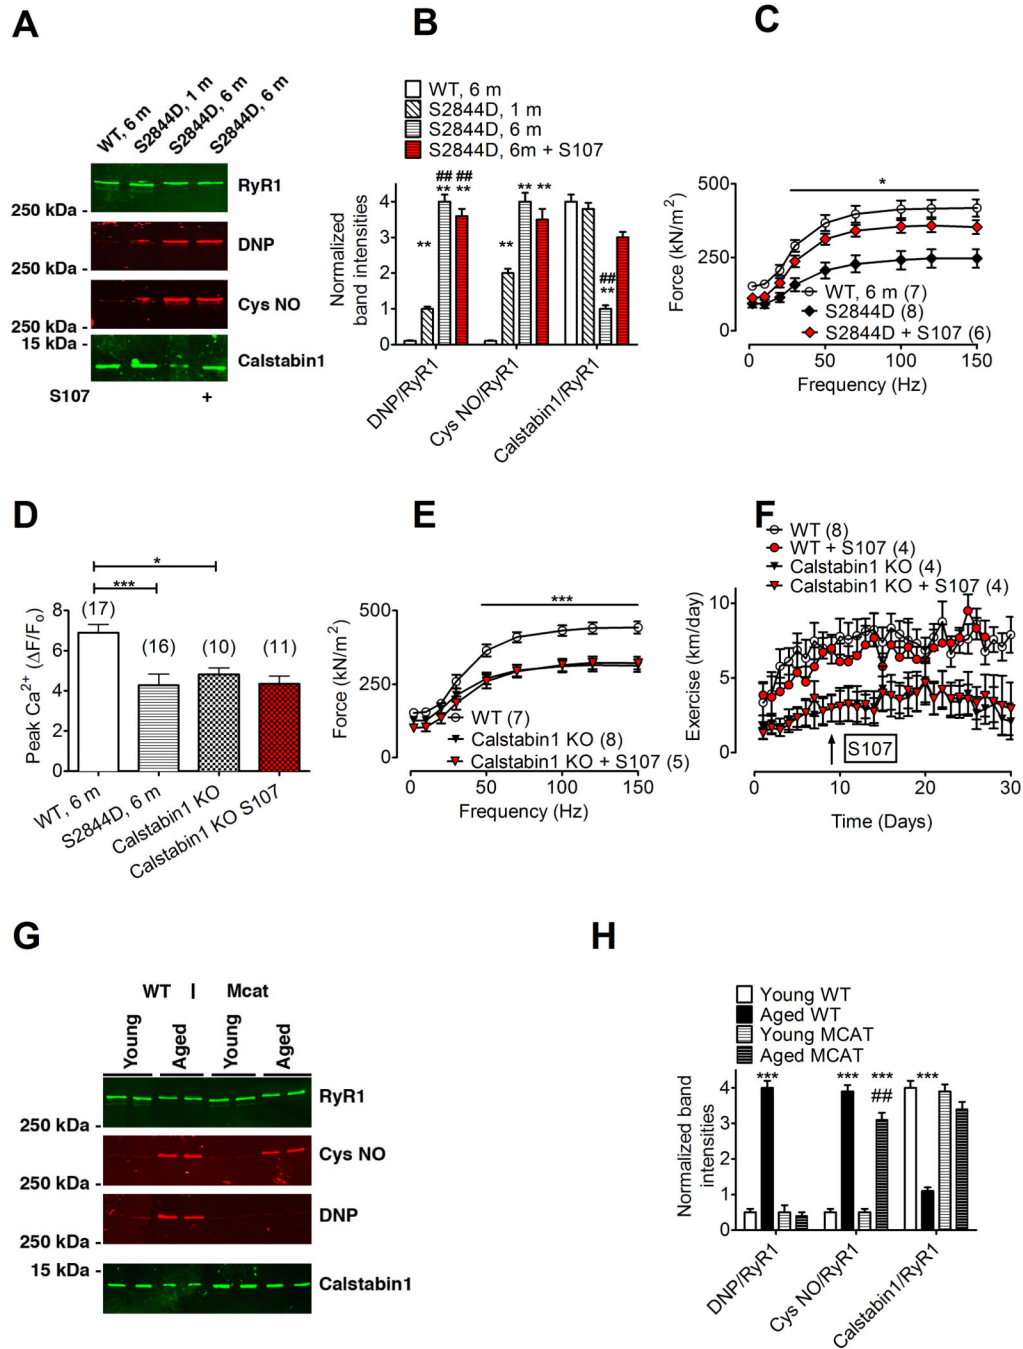 A
WT, 6 m
S2844D, 1 m
S2844D, 6 m
S2844D, 6 m
RyR1
250 kDa -
DNP
250 kDa -
Cys NO
250 kDa -
15 kDa -
Calstabin1
S107 +
B
WT, 6 m
S2844D, 1 m
S2844D, 6 m
S2844D, 6m + S107
Normalized
band intensities
4
2
1
0
** ## ** ## **
** ** **
## **
DNP/RyR1
Cys NO/RyR1
Calstabin1/RyR1
C
*
Force (kN/m2)
500
250
0
WT, 6 m (7)
S2844D (8)
S2844D + S107 (6)
0 50 100 150
Frequency (Hz)
D
*
***
Peak Ca2+ (ΔF/F0)
8
6
4
2
0
(17)
(16)
(10)
(11)
WT, 6 m
S2844D, 6 m
Calstabin1 KO
Calstabin1 KO S107
E
***
Force (kN/m2)
500
250
0
WT (7)
Calstabin1 KO (8)
Calstabin1 KO + S107 (5)
0 50 100 150
Frequency (Hz)
F
WT (8)
WT + S107 (4)
Calstabin1 KO (4)
Calstabin1 KO + S107 (4)
Exercise (km/day)
10
5
0
S107
0 10 20 30
Time (Days)
G
WT | Mcat
Young
Aged
Young
Aged
RyR1
250 kDa -
Cys NO
250 kDa -
DNP
250 kDa -
15 kDa -
Calstabin1
H
Young WT
Aged WT
Young MCAT
Aged MCAT
Normalized band
intensities
4
2
1
0
*** *** *** ***
##
DNP/RyR1
Cys NO/RyR1
Calstabin1/RyR1